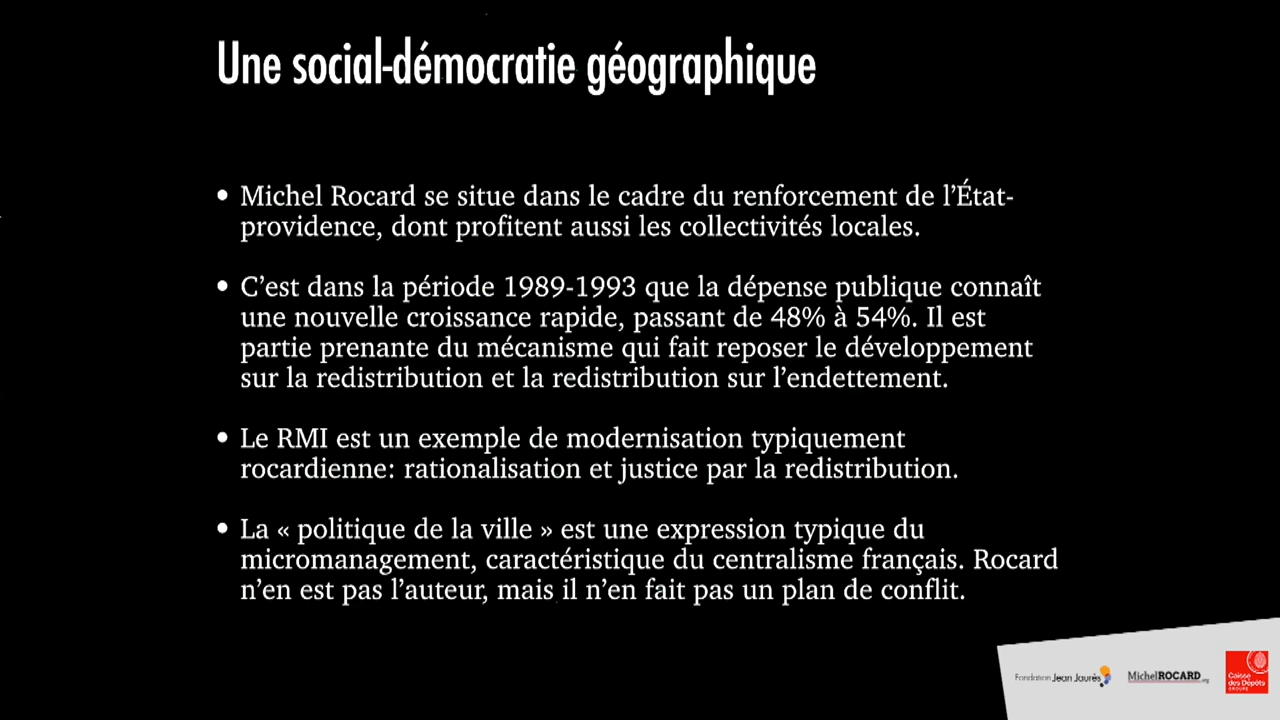 Une social-démocratie géographique
• Michel Rocard se situe dans le cadre du renforcement de l’État-
providence, dont profitent aussi les collectivités locales.
• C’est dans la période 1989-1993 que la dépense publique connaît
une nouvelle croissance rapide, passant de 48% à 54%. Il est
partie prenante du mécanisme qui fait reposer le développement
sur la redistribution et la redistribution sur l’endettement.
• Le RMI est un exemple de modernisation typiquement
rocardienne: rationalisation et justice par la redistribution.
• La « politique de la ville » est une expression typique du
micromanagement, caractéristique du centralisme français. Rocard
n’en est pas l’auteur, mais il n’en fait pas un plan de conflit.
Fondation Jean Jaurès
MichelROCARD.org
Caisse
des Dépôts
GROUPE